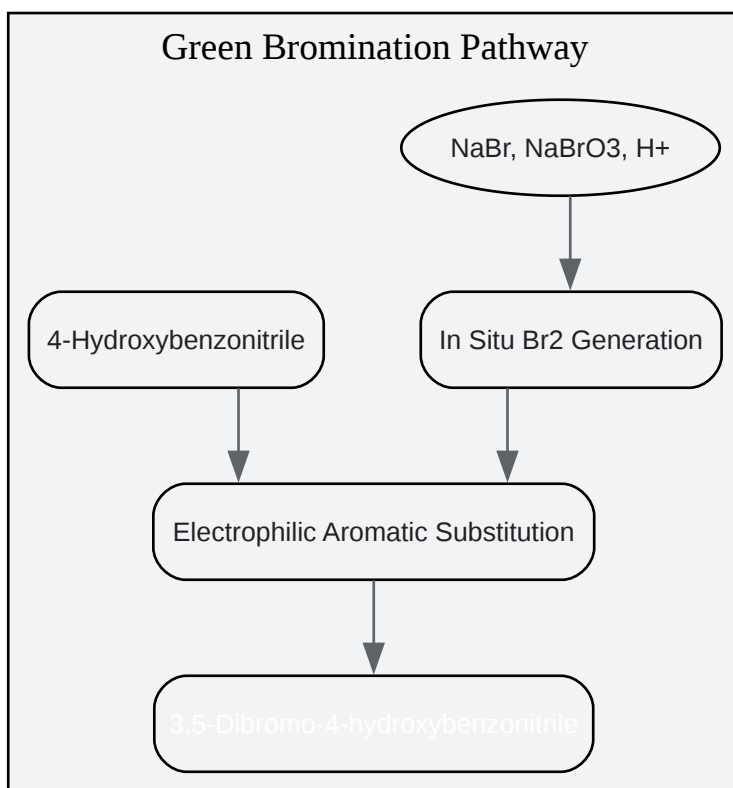 Green Bromination Pathway
NaBr, NaBrO3, H+
4-Hydroxybenzonitrile
In Situ Br2 Generation
Electrophilic Aromatic Substitution
3,5-Dibromo-4-hydroxybenzonitrile